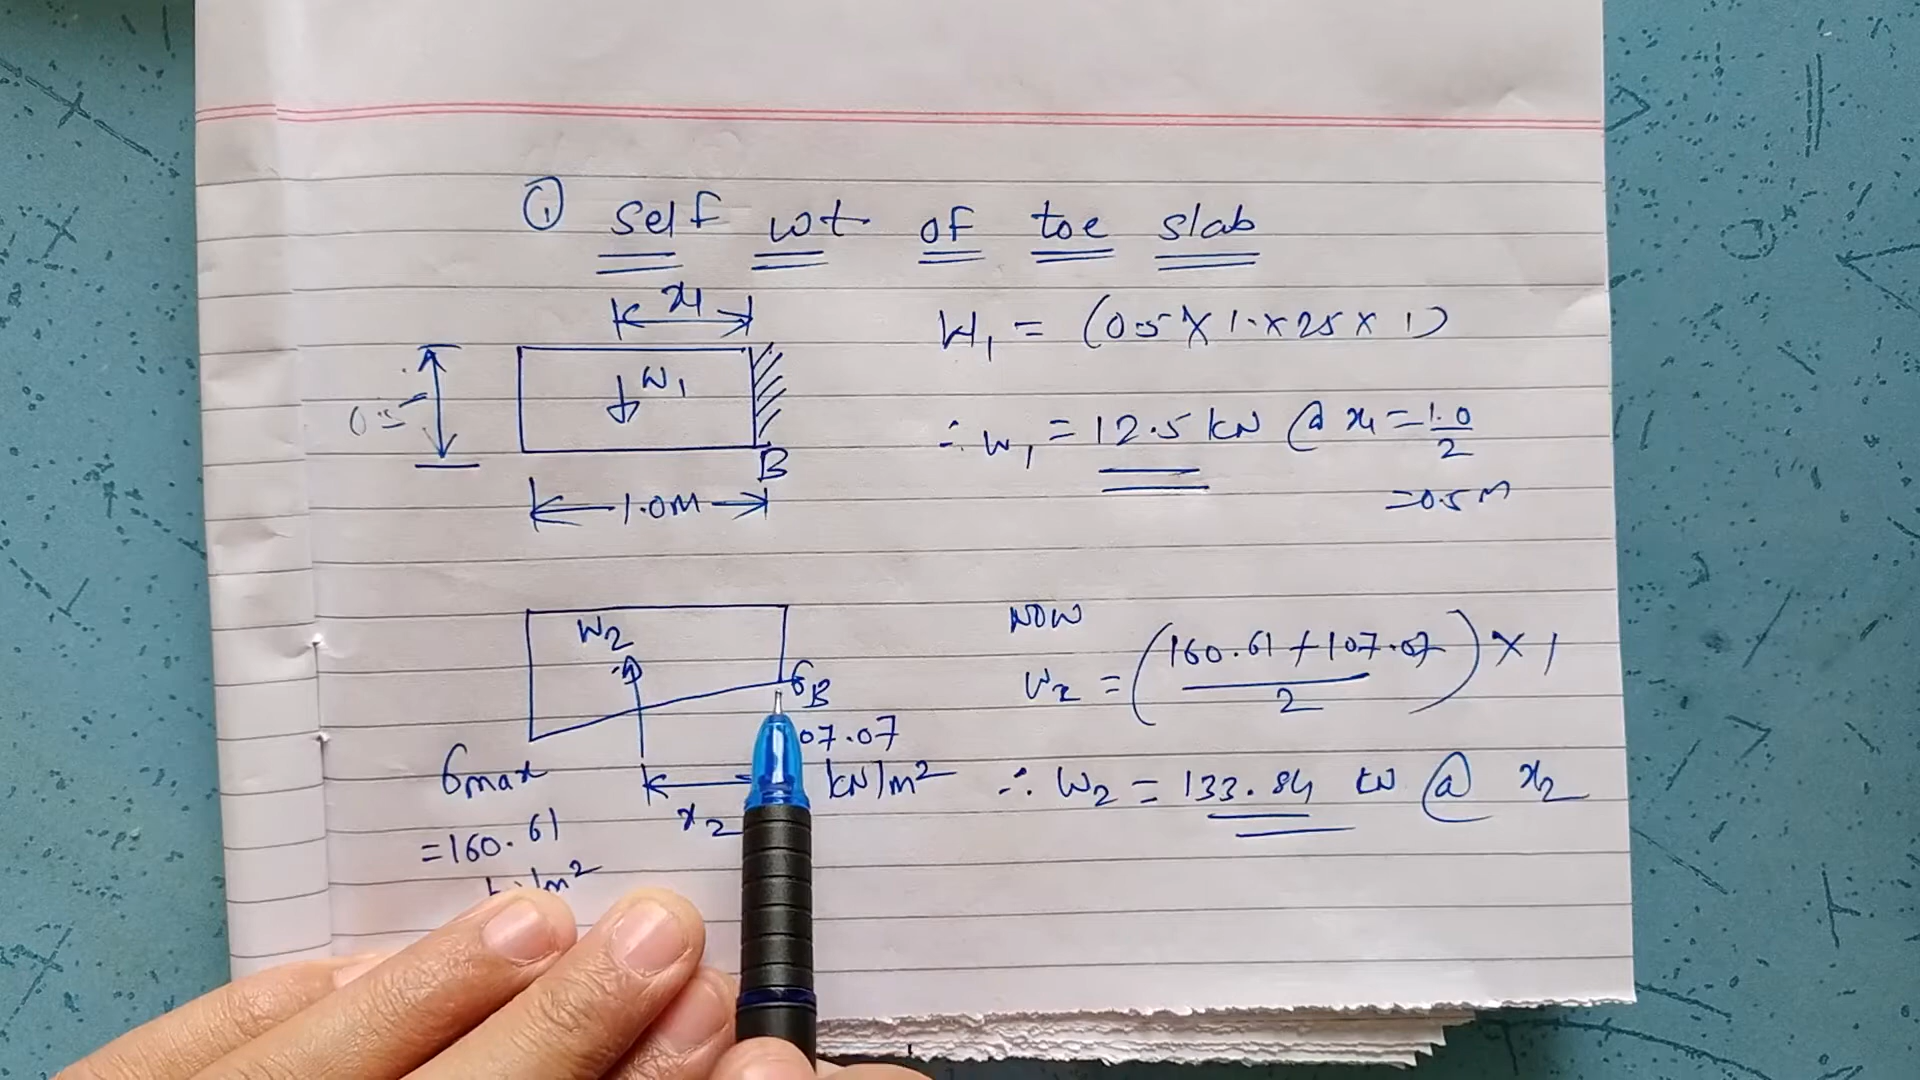 ① Self wt of toe slab
x1
W1 = (0.5 X 1. X 25 X 1)
W1
0.5
∴ W1 = 12.5 kN @ x1 = 1.0/2
B
= 0.5 M
1.0M
NOW
W2
W2 = (160.61 + 107.07 / 2) X 1
σB
07.07
σmax
kN/m²
∴ W2 = 133.84 kN @ x2
x2
= 160.61
/m²